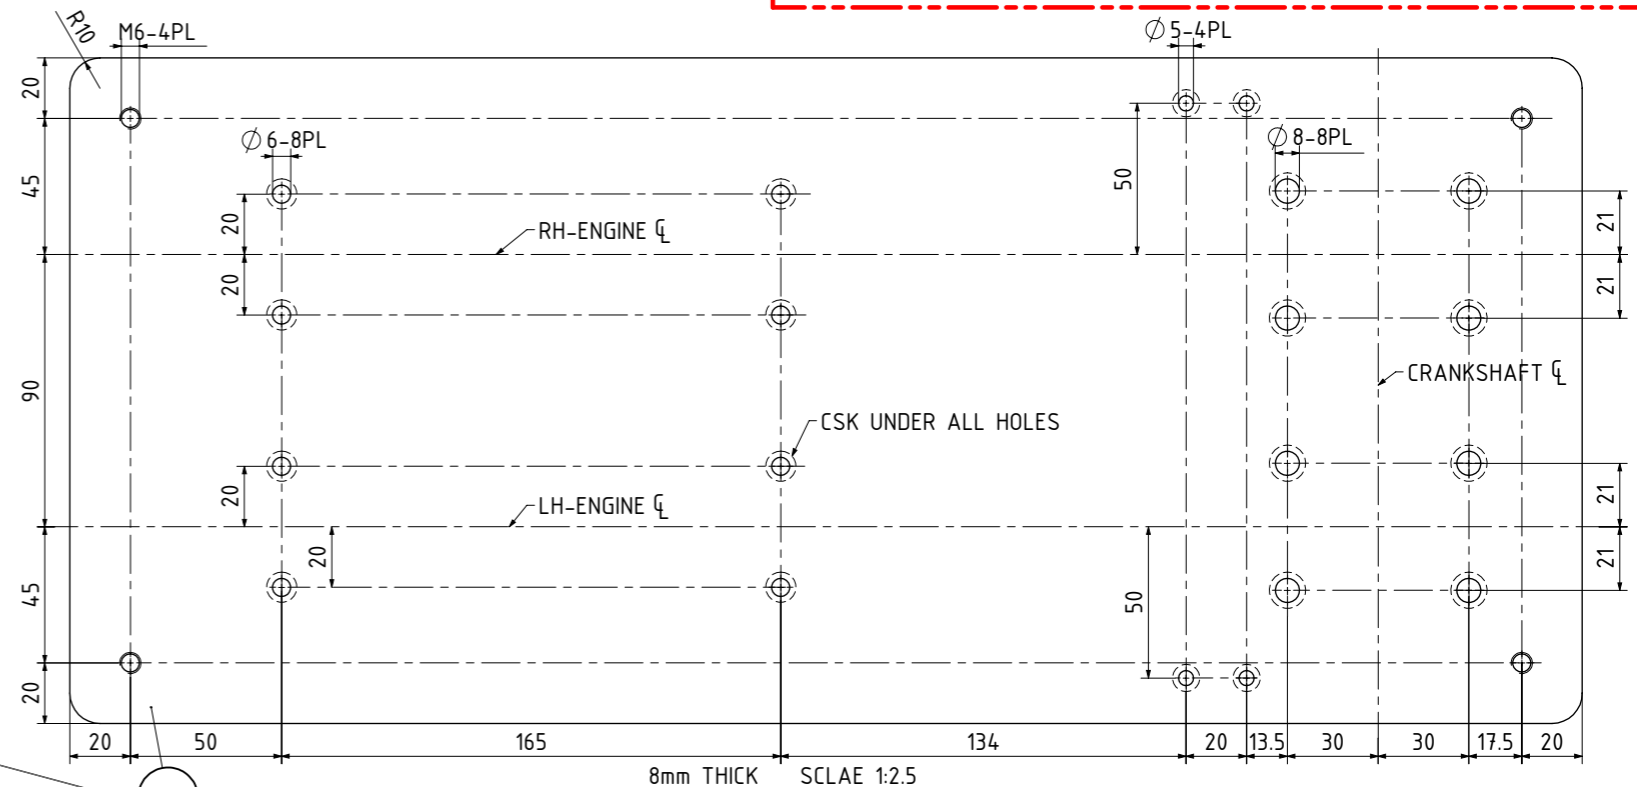 R10
M6-4PL
∅ 5-4PL
20
∅ 6-8PL
∅ 8-8PL
45
20
50
21
RH-ENGINE ℄
20
21
90
CRANKSHAFT ℄
CSK UNDER ALL HOLES
20
21
LH-ENGINE ℄
20
21
45
50
20
20
50
165
134
20
13.5
30
30
17.5
20
8mm THICK
SCLAE 1:2.5